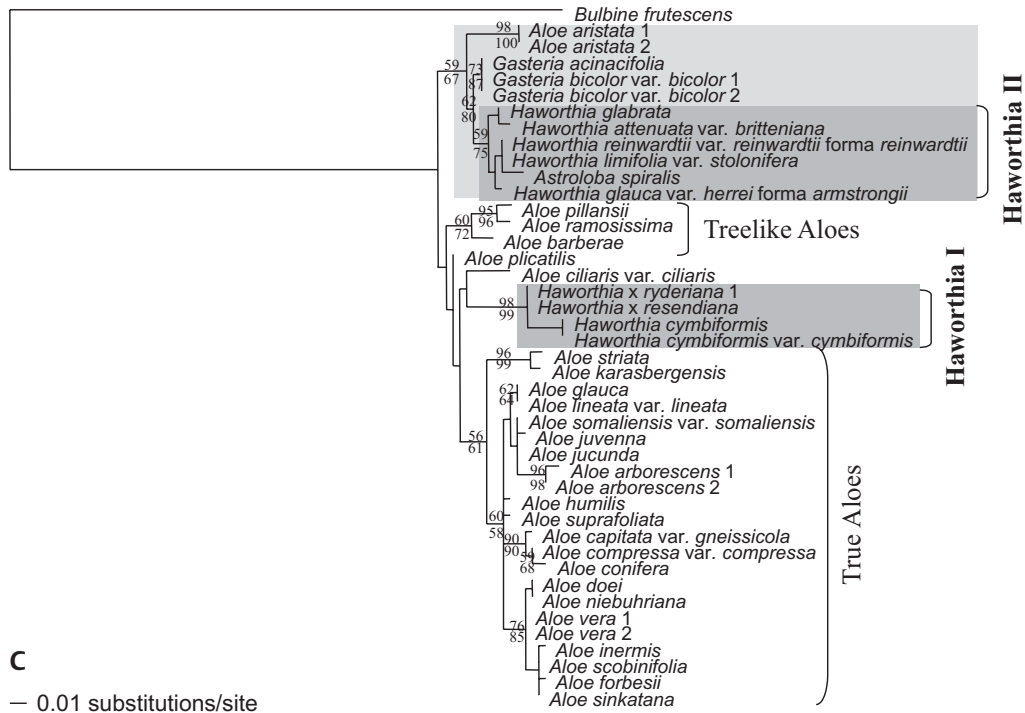 Bulbine frutescens
98
Aloe aristata 1
100
Aloe aristata 2
59
67
73
87
Gasteria acinacifolia
Gasteria bicolor var. bicolor 1
Gasteria bicolor var. bicolor 2
62
80
Haworthia glabrata
Haworthia attenuata var. britteniana
59
75
Haworthia reinwardtii var. reinwardtii forma reinwardtii
Haworthia limifolia var. stolonifera
Astroloba spiralis
Haworthia glauca var. herrei forma armstrongii
Haworthia II
95
96
Aloe pillansii
Aloe ramosissima
60
72
Aloe barberae
Treelike Aloes
Aloe plicatilis
Aloe ciliaris var. ciliaris
98
99
Haworthia x ryderiana 1
Haworthia x resendiana
Haworthia cymbiformis
Haworthia cymbiformis var. cymbiformis
Haworthia I
96
99
Aloe striata
Aloe karasbergensis
62
64
Aloe glauca
Aloe lineata var. lineata
Aloe somaliensis var. somaliensis
Aloe juvenna
Aloe jucunda
56
61
96
98
Aloe arborescens 1
Aloe arborescens 2
Aloe humilis
60
58
Aloe suprafoliata
90
90
Aloe capitata var. gneissicola
Aloe compressa var. compressa
59
68
Aloe conifera
Aloe doei
Aloe niebuhriana
Aloe vera 1
76
85
Aloe vera 2
Aloe inermis
Aloe scobinifolia
Aloe forbesii
Aloe sinkatana
True Aloes
C
0.01 substitutions/site